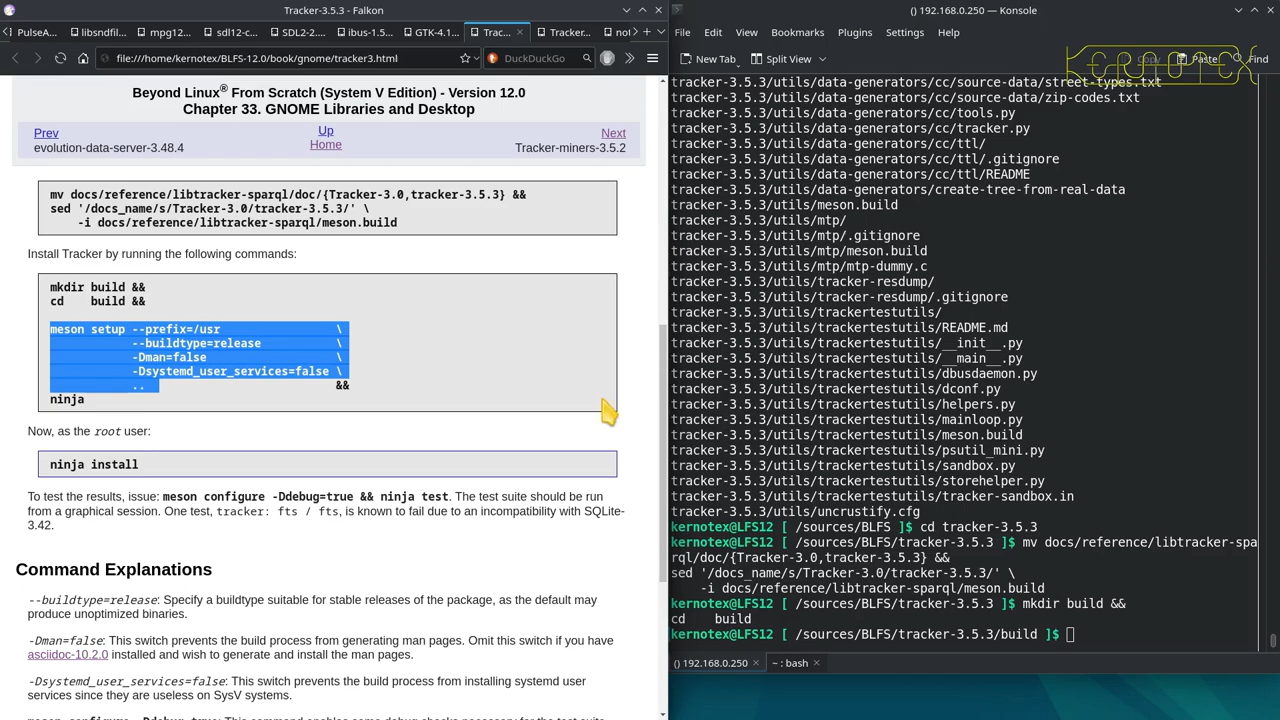 Tracker-3.5.3 - Falkon
PulseA...
libsndfil...
mpg12...
sdl12-c...
SDL2-2....
ibus-1.5...
GTK-4.1...
Trac...
Tracker...
no
file:///home/kernotex/BLFS-12.0/book/gnome/tracker3.html
DuckDuckGo
Beyond Linux® From Scratch (System V Edition) - Version 12.0
Chapter 33. GNOME Libraries and Desktop
Prev Up Next
evolution-data-server-3.48.4 Home Tracker-miners-3.5.2
mv docs/reference/libtracker-sparql/doc/{Tracker-3.0,tracker-3.5.3} &&
sed '/docs_name/s/Tracker-3.0/tracker-3.5.3/' \
-i docs/reference/libtracker-sparql/meson.build
Install Tracker by running the following commands:
mkdir build &&
cd    build &&
meson setup --prefix=/usr \
--buildtype=release \
-Dman=false \
-Dsystemd_user_services=false \
.. &&
ninja
Now, as the root user:
ninja install
To test the results, issue: meson configure -Ddebug=true && ninja test. The test suite should be run
from a graphical session. One test, tracker: fts / fts, is known to fail due to an incompatibility with SQLite-
3.42.
Command Explanations
--buildtype=release: Specify a buildtype suitable for stable releases of the package, as the default may
produce unoptimized binaries.
-Dman=false: This switch prevents the build process from generating man pages. Omit this switch if you have
asciidoc-10.2.0 installed and wish to generate and install the man pages.
-Dsystemd_user_services=false: This switch prevents the build process from installing systemd user
services since they are useless on SysV systems.
meson configure -Ddebug=true: This command enables some debug checks necessary for the test suite
() 192.168.0.250 — Konsole
File Edit View Bookmarks Plugins Settings Help
New Tab Split View Copy Paste Find
KERNOTEX
tracker-3.5.3/utils/data-generators/cc/source-data/street-types.txt
tracker-3.5.3/utils/data-generators/cc/source-data/zip-codes.txt
tracker-3.5.3/utils/data-generators/cc/tools.py
tracker-3.5.3/utils/data-generators/cc/tracker.py
tracker-3.5.3/utils/data-generators/cc/ttl/
tracker-3.5.3/utils/data-generators/cc/ttl/.gitignore
tracker-3.5.3/utils/data-generators/cc/ttl/README
tracker-3.5.3/utils/data-generators/create-tree-from-real-data
tracker-3.5.3/utils/meson.build
tracker-3.5.3/utils/mtp/
tracker-3.5.3/utils/mtp/.gitignore
tracker-3.5.3/utils/mtp/meson.build
tracker-3.5.3/utils/mtp/mtp-dummy.c
tracker-3.5.3/utils/tracker-resdump/
tracker-3.5.3/utils/tracker-resdump/.gitignore
tracker-3.5.3/utils/trackertestutils/
tracker-3.5.3/utils/trackertestutils/README.md
tracker-3.5.3/utils/trackertestutils/__init__.py
tracker-3.5.3/utils/trackertestutils/__main__.py
tracker-3.5.3/utils/trackertestutils/dbusdaemon.py
tracker-3.5.3/utils/trackertestutils/dconf.py
tracker-3.5.3/utils/trackertestutils/helpers.py
tracker-3.5.3/utils/trackertestutils/mainloop.py
tracker-3.5.3/utils/trackertestutils/meson.build
tracker-3.5.3/utils/trackertestutils/psutil_mini.py
tracker-3.5.3/utils/trackertestutils/sandbox.py
tracker-3.5.3/utils/trackertestutils/storehelper.py
tracker-3.5.3/utils/trackertestutils/tracker-sandbox.in
tracker-3.5.3/utils/uncrustify.cfg
kernotex@LFS12 [ /sources/BLFS ]$ cd tracker-3.5.3
kernotex@LFS12 [ /sources/BLFS/tracker-3.5.3 ]$ mv docs/reference/libtracker-spa
rql/doc/{Tracker-3.0,tracker-3.5.3} &&
sed '/docs_name/s/Tracker-3.0/tracker-3.5.3/' \
-i docs/reference/libtracker-sparql/meson.build
kernotex@LFS12 [ /sources/BLFS/tracker-3.5.3 ]$ mkdir build &&
cd    build
kernotex@LFS12 [ /sources/BLFS/tracker-3.5.3/build ]$
() 192.168.0.250
~ : bash